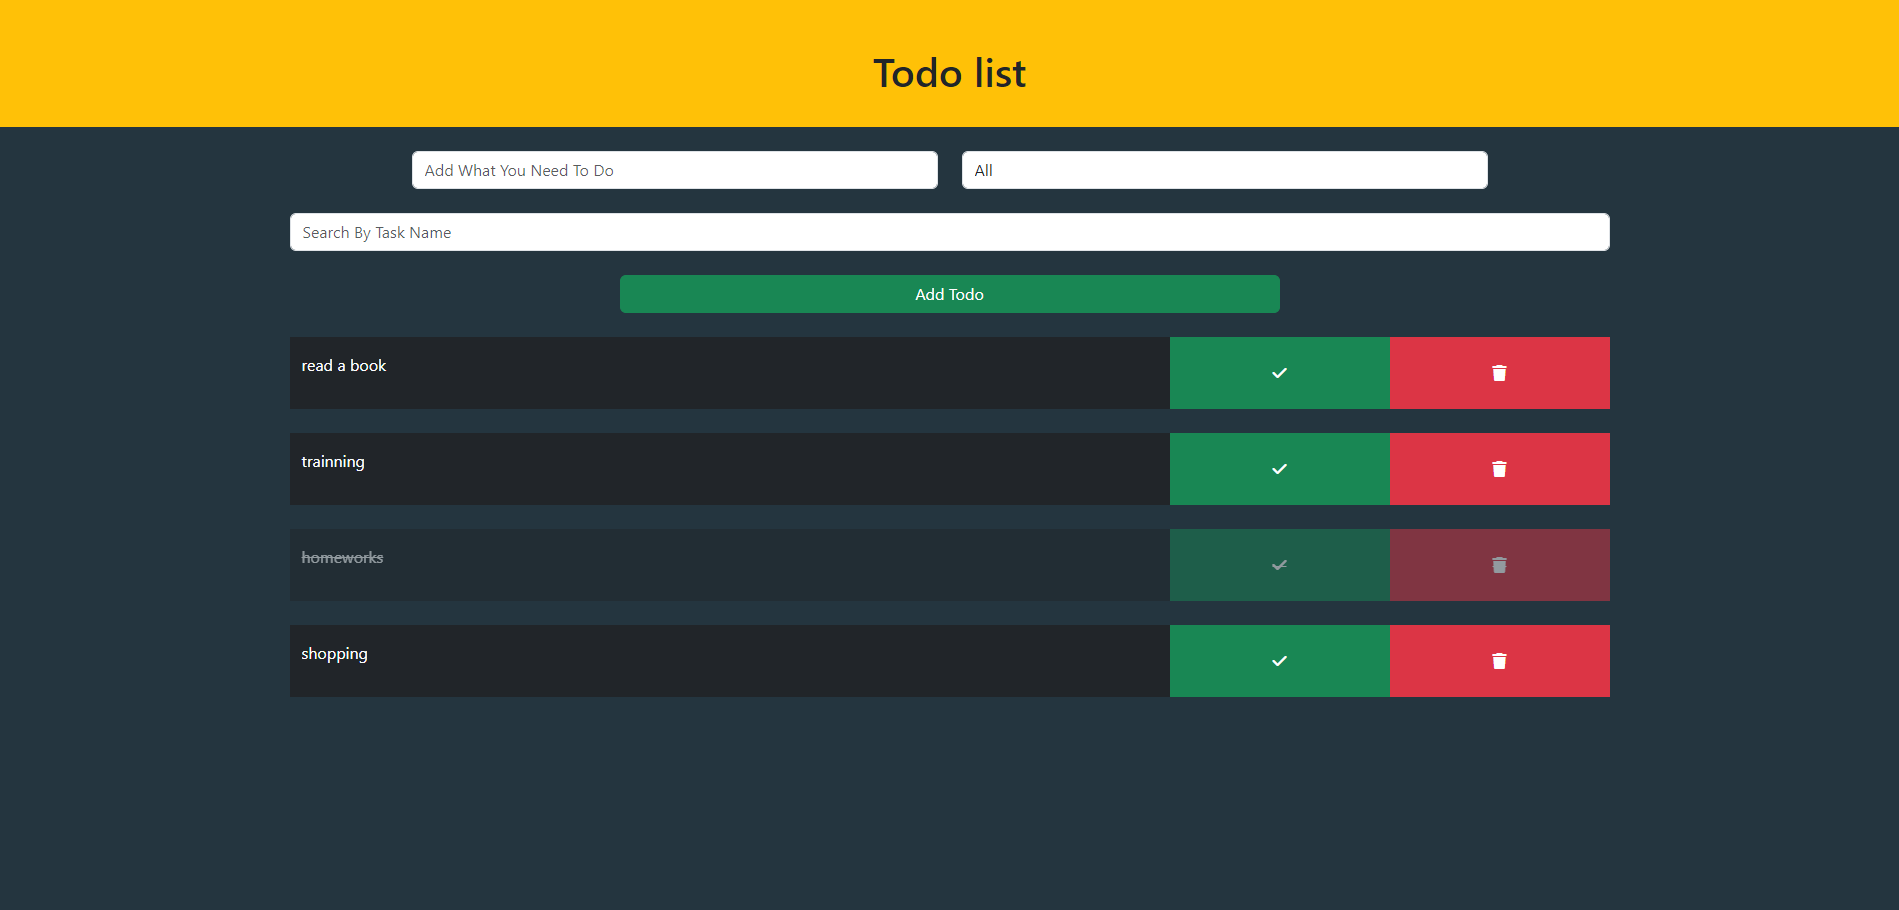 Todo list
Add What You Need To Do
All
Search By Task Name
Add Todo
read a book
trainning
homeworks
shopping